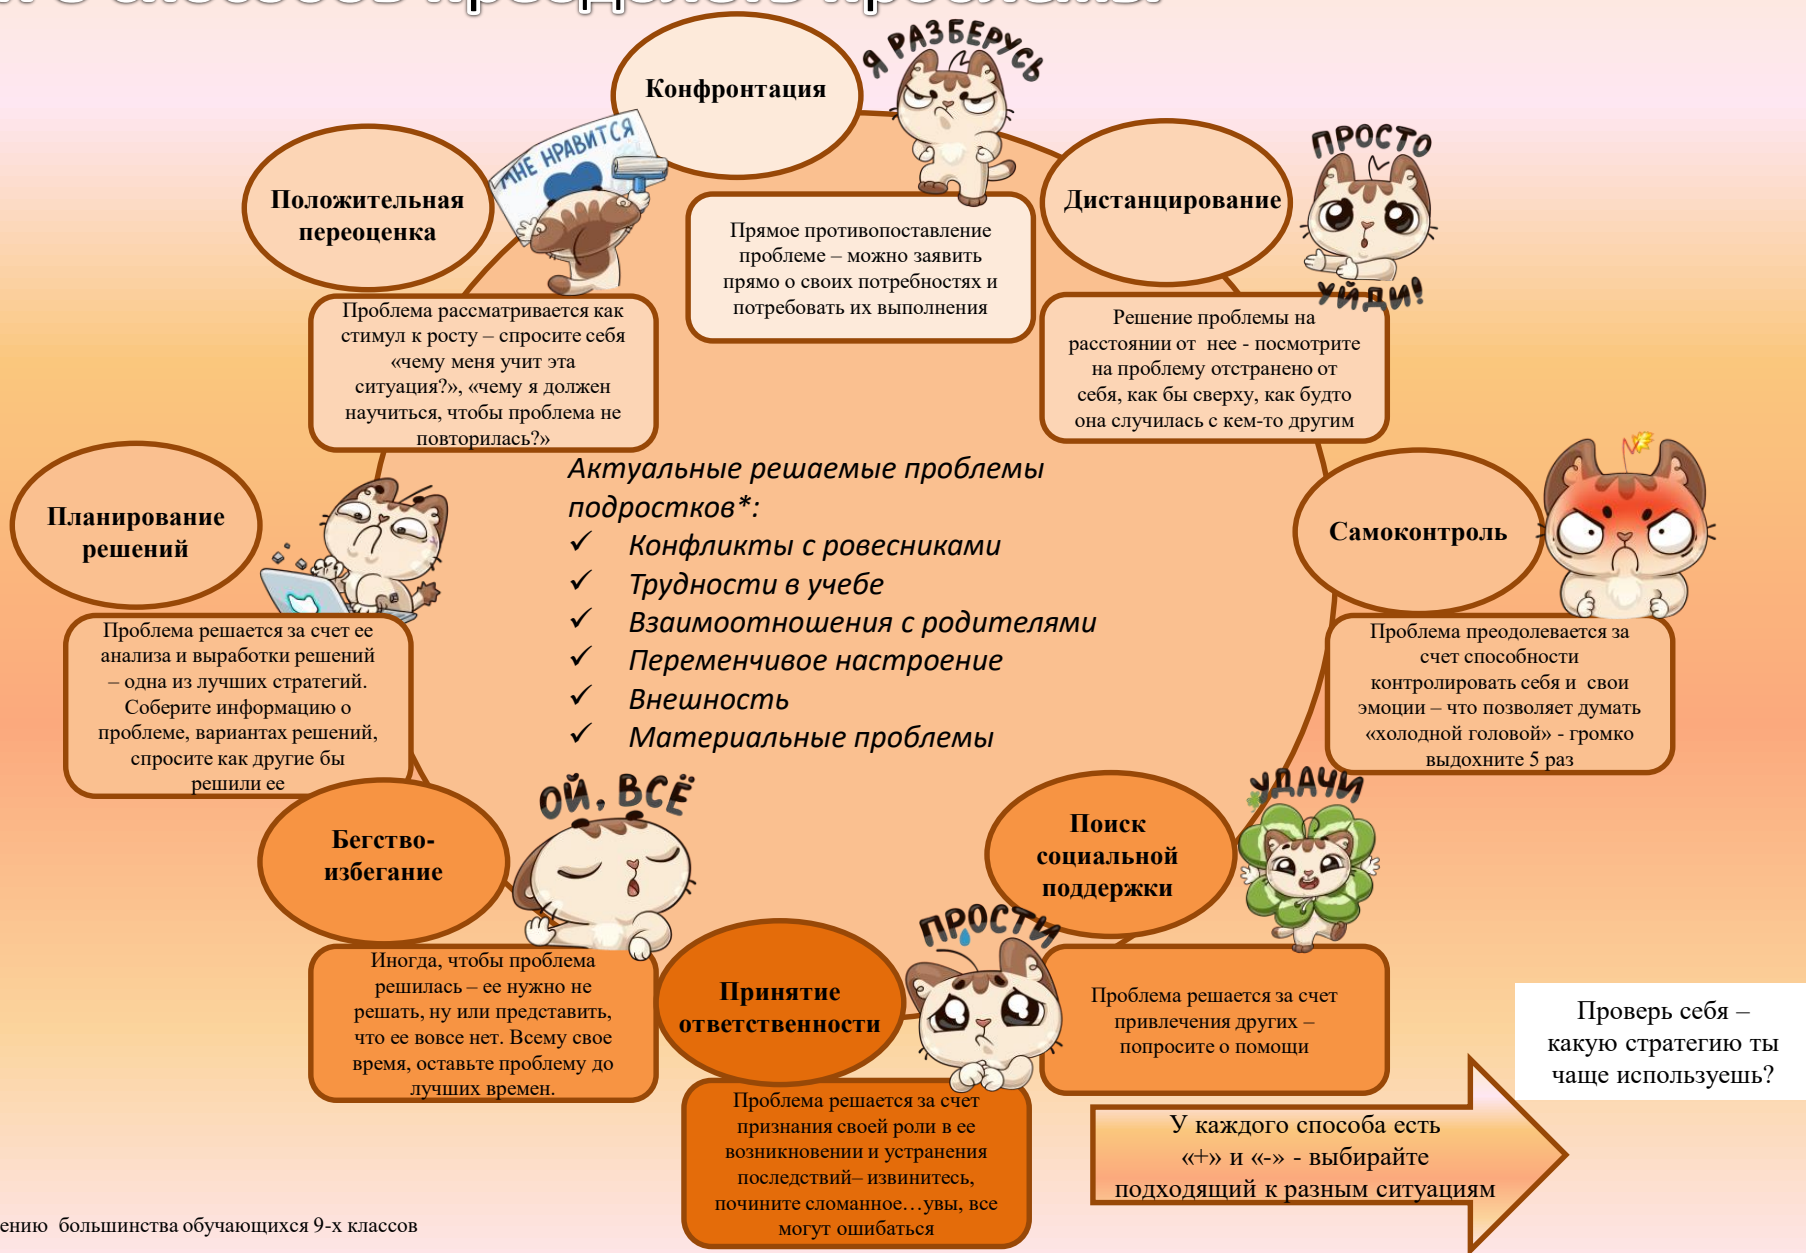 8 способов преодолеть проблемы
Конфронтация
Я РАЗБЕРУСЬ
Прямое противопоставление
проблеме – можно заявить
прямо о своих потребностях и
потребовать их выполнения
Дистанцирование
ПРОСТО
УЙДИ!
Решение проблемы на
расстоянии от нее - посмотрите
на проблему отстранено от
себя, как бы сверху, как будто
она случилась с кем-то другим
Самоконтроль
Проблема преодолевается за
счет способности
контролировать себя и свои
эмоции – что позволяет думать
«холодной головой» - громко
выдохните 5 раз
Поиск
социальной
поддержки
УДАЧИ
Проблема решается за счет
привлечения других –
попросите о помощи
Принятие
ответственности
ПРОСТИ
Проблема решается за счет
признания своей роли в ее
возникновении и устранения
последствий– извинитесь,
почините сломанное…увы, все
могут ошибаться
Бегство-
избегание
ОЙ, ВСЁ
Иногда, чтобы проблема
решилась – ее нужно не
решать, ну или представить,
что ее вовсе нет. Всему свое
время, оставьте проблему до
лучших времен.
Планирование
решений
Проблема решается за счет ее
анализа и выработки решений
– одна из лучших стратегий.
Соберите информацию о
проблеме, вариантах решений,
спросите как другие бы
решили ее
Положительная
переоценка
МНЕ НРАВИТСЯ
Проблема рассматривается как
стимул к росту – спросите себя
«чему меня учит эта
ситуация?», «чему я должен
научиться, чтобы проблема не
повторилась?»
Актуальные решаемые проблемы
подростков*:
✓ Конфликты с ровесниками
✓ Трудности в учебе
✓ Взаимоотношения с родителями
✓ Переменчивое настроение
✓ Внешность
✓ Материальные проблемы
Проверь себя –
какую стратегию ты
чаще используешь?
У каждого способа есть
«+» и «-» - выбирайте
подходящий к разным ситуациям
ению большинства обучающихся 9-х классов